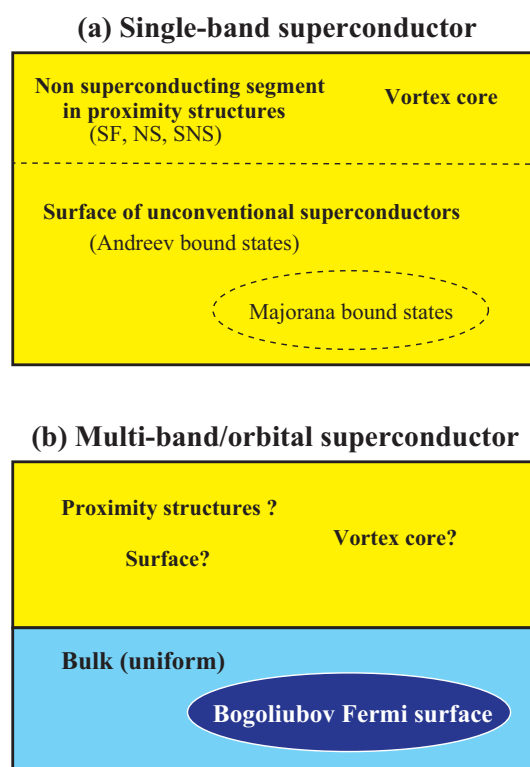 (a) Single-band superconductor
Non superconducting segment
in proximity structures
(SF, NS, SNS)
Vortex core
Surface of unconventional superconductors
(Andreev bound states)
Majorana bound states
(b) Multi-band/orbital superconductor
Proximity structures ?
Vortex core?
Surface?
Bulk (uniform)
Bogoliubov Fermi surface